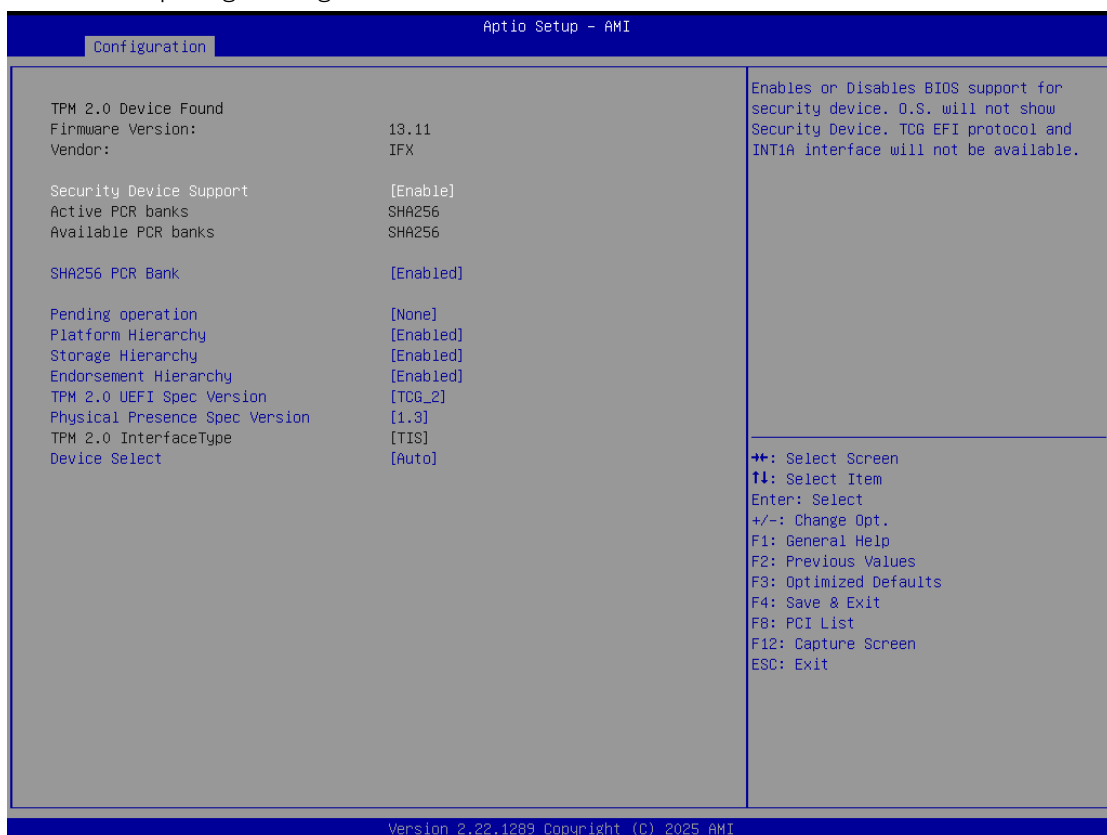 Aptio Setup – AMI
Configuration
TPM 2.0 Device Found
Firmware Version: 13.11
Vendor: IFX
Security Device Support [Enable]
Active PCR banks SHA256
Available PCR banks SHA256
SHA256 PCR Bank [Enabled]
Pending operation [None]
Platform Hierarchy [Enabled]
Storage Hierarchy [Enabled]
Endorsement Hierarchy [Enabled]
TPM 2.0 UEFI Spec Version [TCG_2]
Physical Presence Spec Version [1.3]
TPM 2.0 InterfaceType [TIS]
Device Select [Auto]
Enables or Disables BIOS support for
security device. O.S. will not show
Security Device. TCG EFI protocol and
INT1A interface will not be available.
→←: Select Screen
↑↓: Select Item
Enter: Select
+/-: Change Opt.
F1: General Help
F2: Previous Values
F3: Optimized Defaults
F4: Save & Exit
F8: PCI List
F12: Capture Screen
ESC: Exit
Version 2.22.1289 Copyright (C) 2025 AMI